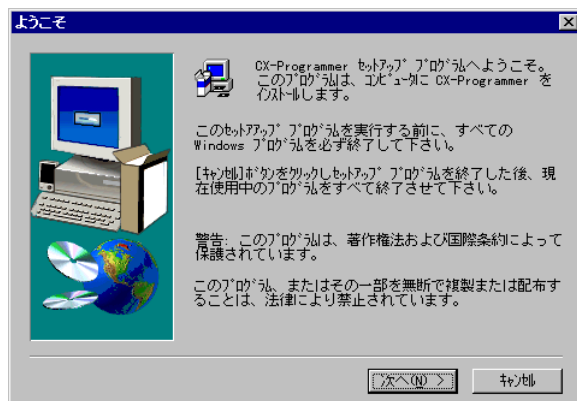 ようこそ
CX-Programmer ｾｯﾄｱｯﾌﾟ ﾌﾟﾛｸﾞﾗﾑへようこそ。
このﾌﾟﾛｸﾞﾗﾑは、ｺﾝﾋﾟｭｰﾀに CX-Programmer を
ｲﾝｽﾄｰﾙします。
このｾｯﾄｱｯﾌﾟ ﾌﾟﾛｸﾞﾗﾑを実行する前に、すべての
Windows ﾌﾟﾛｸﾞﾗﾑを必ず終了して下さい。
[ｷｬﾝｾﾙ]ﾎﾞﾀﾝをｸﾘｯｸしｾｯﾄｱｯﾌﾟ ﾌﾟﾛｸﾞﾗﾑを終了した後、現
在使用中のﾌﾟﾛｸﾞﾗﾑをすべて終了させて下さい。
警告: このﾌﾟﾛｸﾞﾗﾑは、著作権法および国際条約によって
保護されています。
このﾌﾟﾛｸﾞﾗﾑ、またはその一部を無断で複製または配布す
ることは、法律により禁止されています。
次へ(N) >
ｷｬﾝｾﾙ